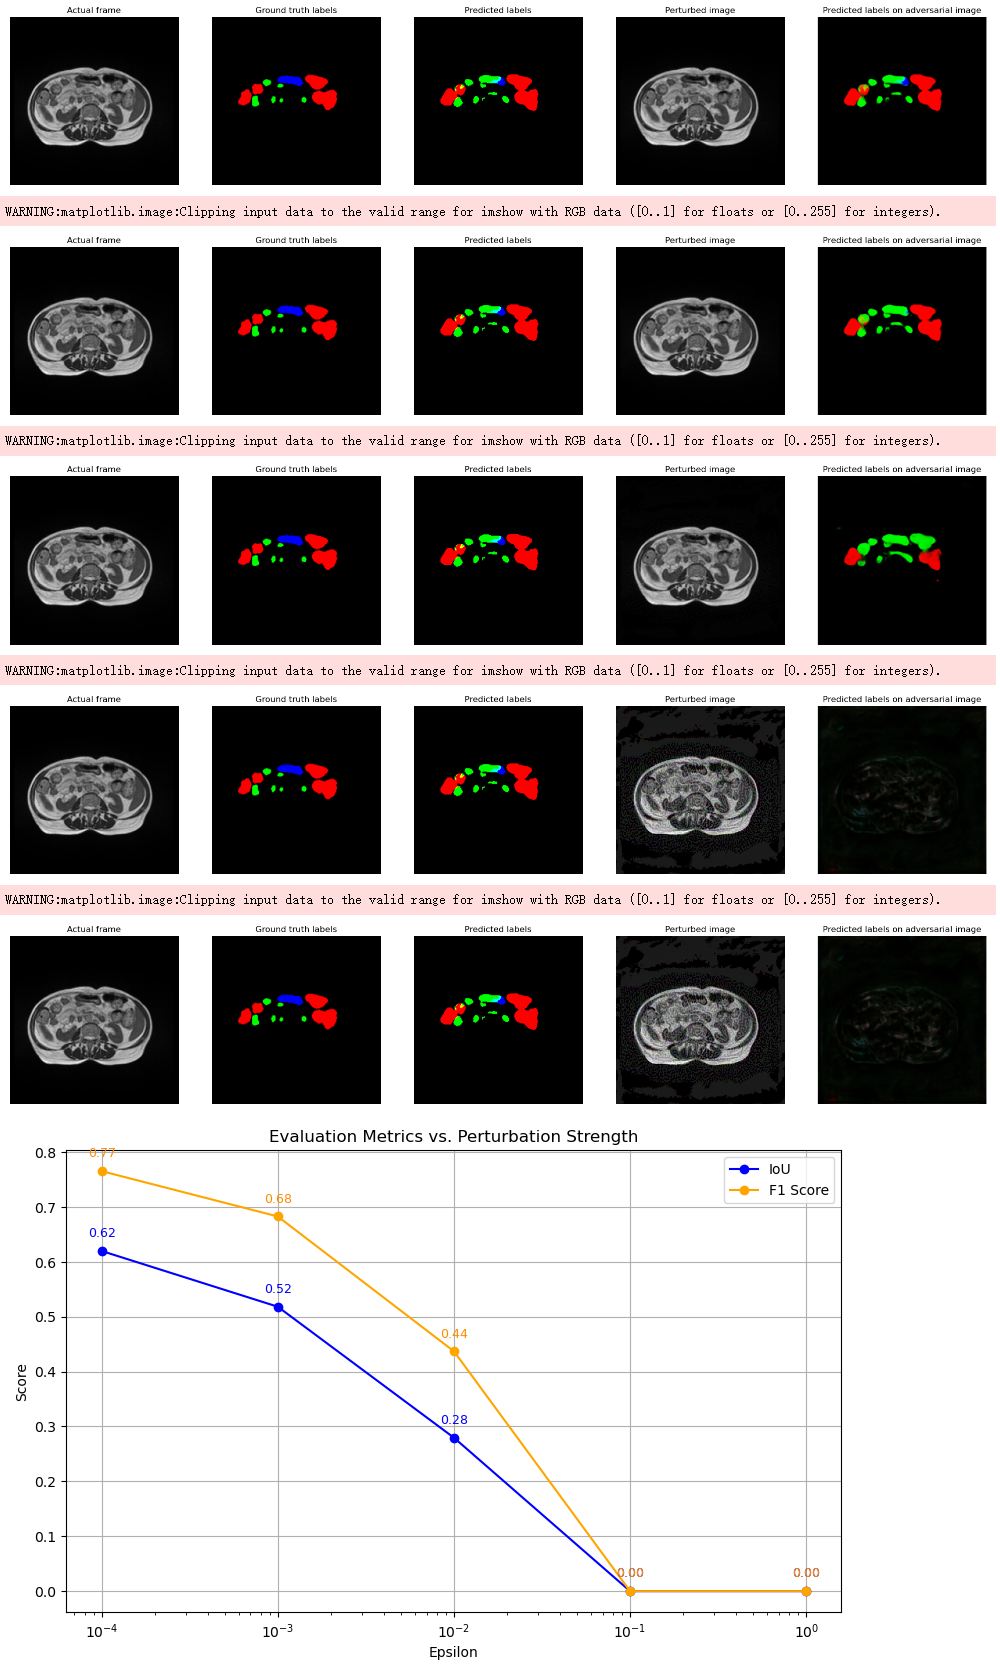 Actual frame Ground truth labels Predicted labels Perturbed image Predicted labels on adversarial image
WARNING:matplotlib.image:Clipping input data to the valid range for imshow with RGB data ([0..1] for floats or [0..255] for integers).
Actual frame Ground truth labels Predicted labels Perturbed image Predicted labels on adversarial image
WARNING:matplotlib.image:Clipping input data to the valid range for imshow with RGB data ([0..1] for floats or [0..255] for integers).
Actual frame Ground truth labels Predicted labels Perturbed image Predicted labels on adversarial image
WARNING:matplotlib.image:Clipping input data to the valid range for imshow with RGB data ([0..1] for floats or [0..255] for integers).
Actual frame Ground truth labels Predicted labels Perturbed image Predicted labels on adversarial image
WARNING:matplotlib.image:Clipping input data to the valid range for imshow with RGB data ([0..1] for floats or [0..255] for integers).
Actual frame Ground truth labels Predicted labels Perturbed image Predicted labels on adversarial image
Evaluation Metrics vs. Perturbation Strength
0.8
0.77
IoU
F1 Score
0.7
0.68
0.62
0.6
0.52
0.5
0.44
0.4
Score
0.3
0.28
0.2
0.1
0.00 0.00
0.00 0.00
0.0
10⁻⁴ 10⁻³ 10⁻² 10⁻¹ 10⁰
Epsilon